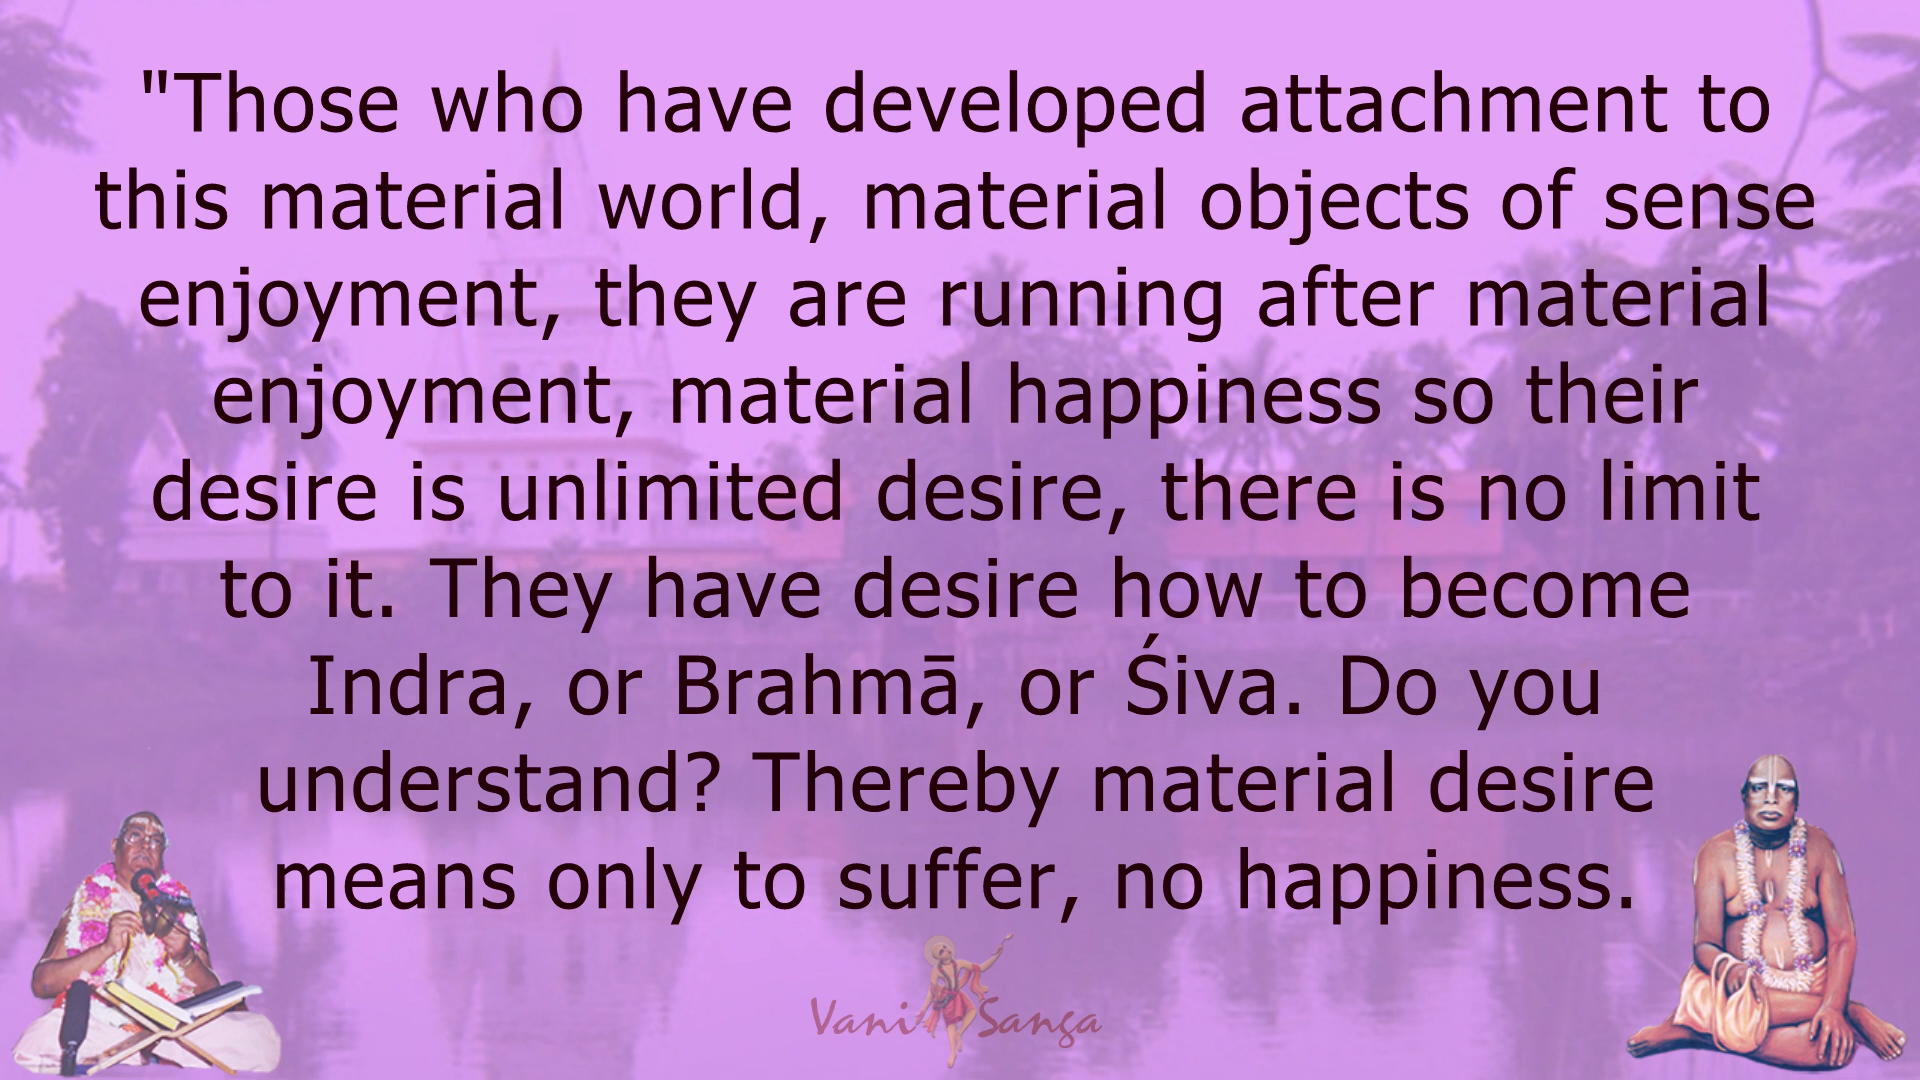 "Those who have developed attachment to
this material world, material objects of sense
enjoyment, they are running after material
enjoyment, material happiness so their
desire is unlimited desire, there is no limit
to it. They have desire how to become
Indra, or Brahmā, or Śiva. Do you
understand? Thereby material desire
means only to suffer, no happiness.
Vani Sanga